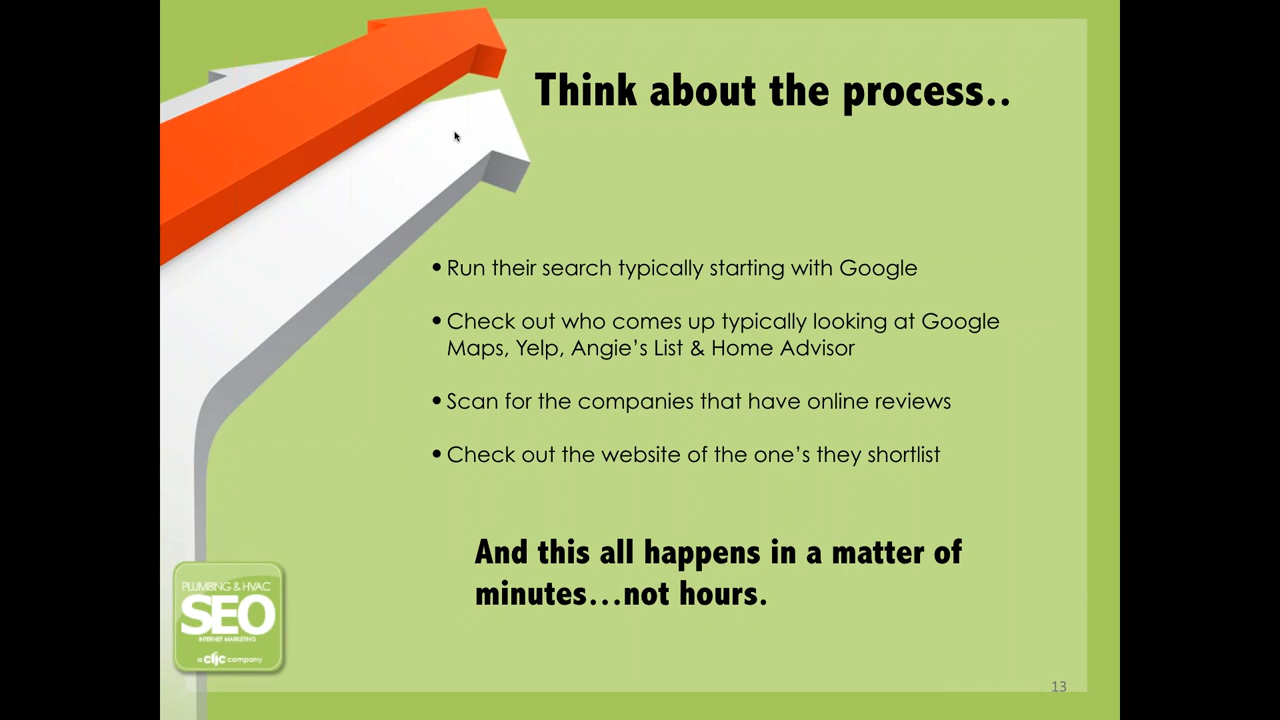 Think about the process..
• Run their search typically starting with Google
• Check out who comes up typically looking at Google
Maps, Yelp, Angie's List & Home Advisor
• Scan for the companies that have online reviews
• Check out the website of the one's they shortlist
And this all happens in a matter of
minutes...not hours.
PLUMBING & HVAC
SEO
INTERNET MARKETING
a cfjc company
13